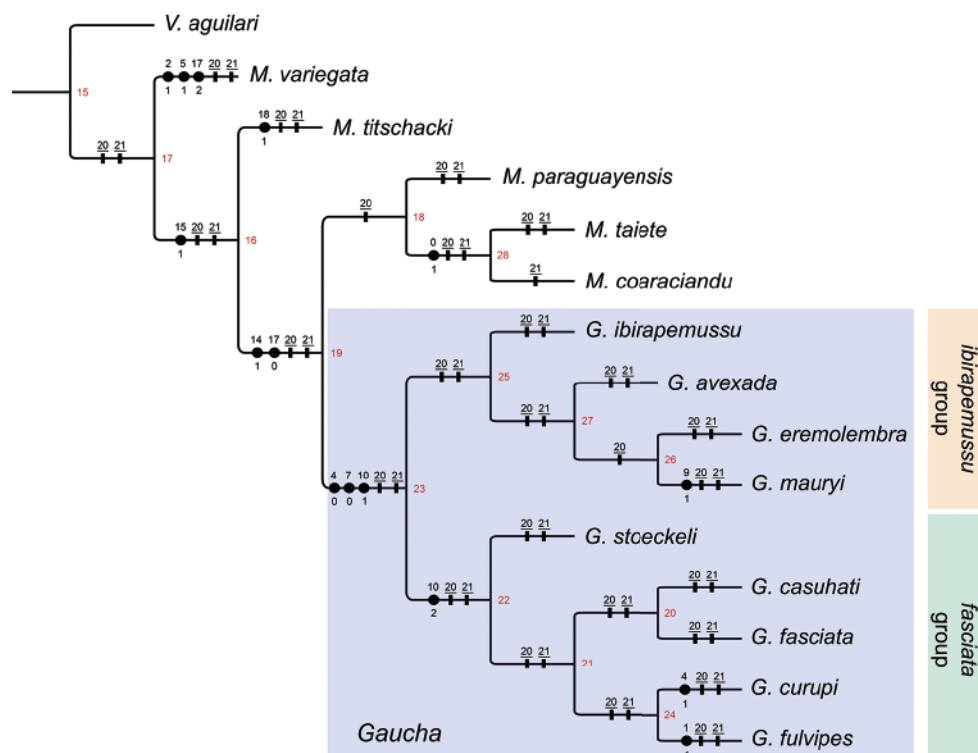 V. aguilari
2 5 17 20 21
M. variegata
1 1 2
15
18 20 21
M. titschacki
1
20 21
17
20 21
M. paraguayensis
20
18
15 20 21
1
16
20 21
M. taiete
0 20 21
1
28
21
M. coaraciandu
14 17 20 21
1 0
19
20 21
G. ibirapemussu
20 21
25
20 21
G. avexada
20 21
27
20 21
G. eremolembra
20
26
9 20 21
G. mauryi
1
4 7 10 20 21
0 0 1
23
20 21
G. stoeckeli
10 20 21
2
22
20 21
G. casuhati
20 21
20
20 21
G. fasciata
20 21
21
4 20 21
G. curupi
1
20 21
24
1 20 21
G. fulvipes
Gaucha
ibirapemussu
group
fasciata
group